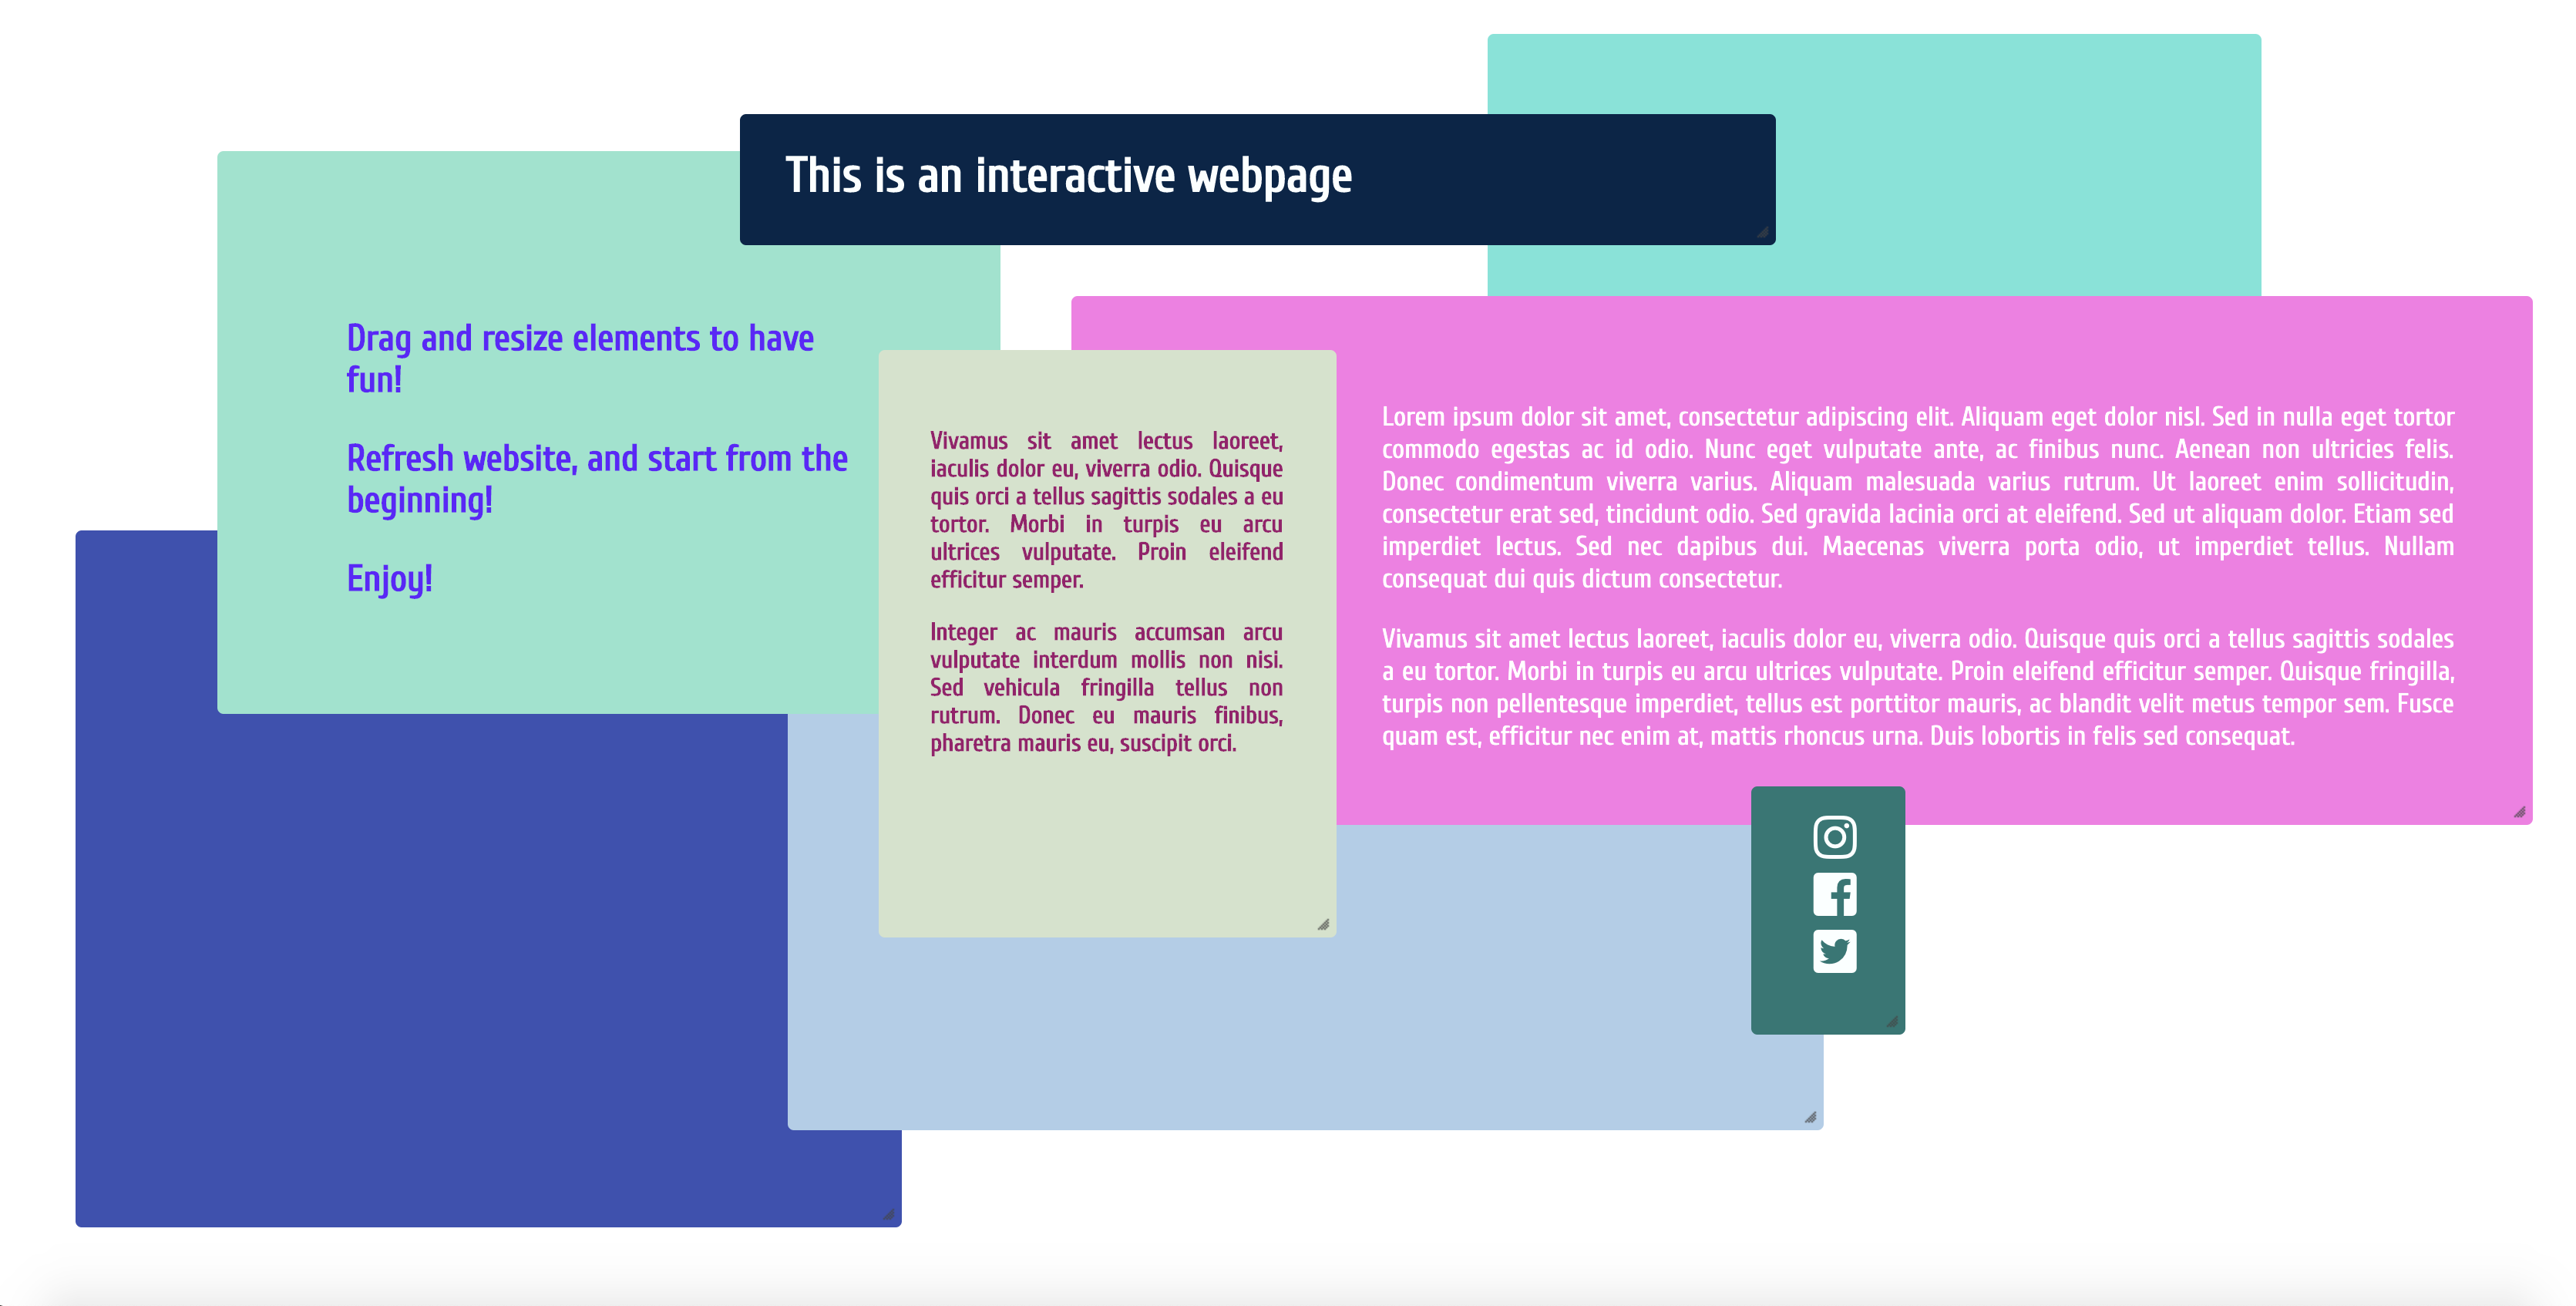 This is an interactive webpage
Drag and resize elements to have
fun!
Refresh website, and start from the
beginning!
Enjoy!
Vivamus sit amet lectus laoreet,
iaculis dolor eu, viverra odio. Quisque
quis orci a tellus sagittis sodales a eu
tortor. Morbi in turpis eu arcu
ultrices vulputate. Proin eleifend
efficitur semper.
Integer ac mauris accumsan arcu
vulputate interdum mollis non nisi.
Sed vehicula fringilla tellus non
rutrum. Donec eu mauris finibus,
pharetra mauris eu, suscipit orci.
Lorem ipsum dolor sit amet, consectetur adipiscing elit. Aliquam eget dolor nisl. Sed in nulla eget tortor
commodo egestas ac id odio. Nunc eget vulputate ante, ac finibus nunc. Aenean non ultricies felis.
Donec condimentum viverra varius. Aliquam malesuada varius rutrum. Ut laoreet enim sollicitudin,
consectetur erat sed, tincidunt odio. Sed gravida lacinia orci at eleifend. Sed ut aliquam dolor. Etiam sed
imperdiet lectus. Sed nec dapibus dui. Maecenas viverra porta odio, ut imperdiet tellus. Nullam
consequat dui quis dictum consectetur.
Vivamus sit amet lectus laoreet, iaculis dolor eu, viverra odio. Quisque quis orci a tellus sagittis sodales
a eu tortor. Morbi in turpis eu arcu ultrices vulputate. Proin eleifend efficitur semper. Quisque fringilla,
turpis non pellentesque imperdiet, tellus est porttitor mauris, ac blandit velit metus tempor sem. Fusce
quam est, efficitur nec enim at, mattis rhoncus urna. Duis lobortis in felis sed consequat.